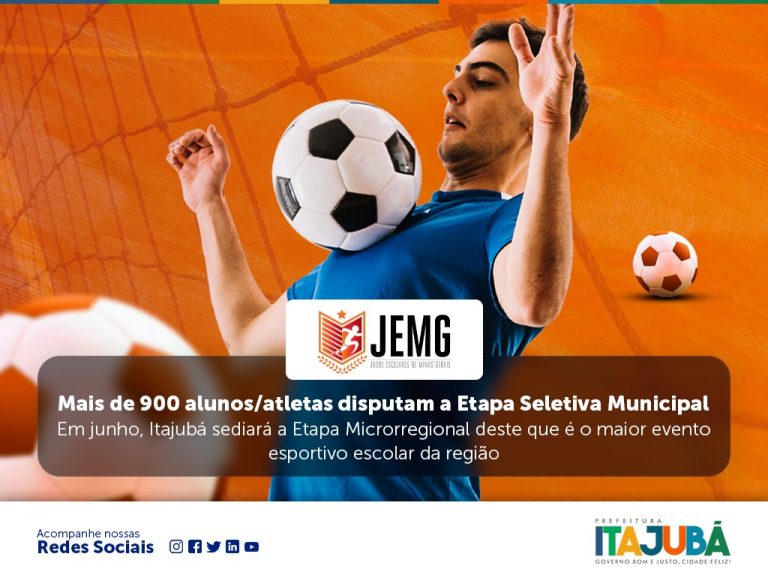 JEMG
JOGOS ESCOLARES DE MINAS GERAIS
Mais de 900 alunos/atletas disputam a Etapa Seletiva Municipal
Em junho, Itajubá sediará a Etapa Microrregional deste que é o maior evento
esportivo escolar da região
Acompanhe nossas
Redes Sociais
PREFEITURA
ITAJUBÁ
GOVERNO BOM E JUSTO, CIDADE FELIZ!